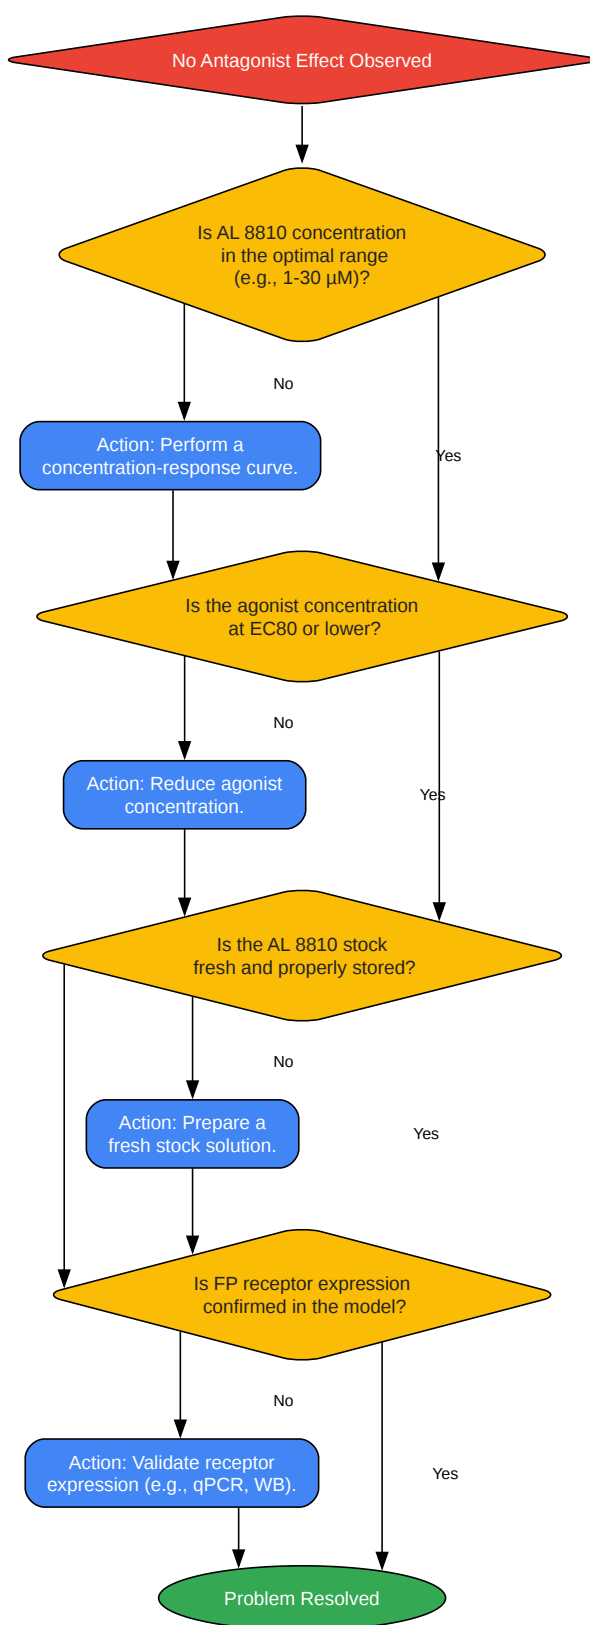 No Antagonist Effect Observed
Is AL 8810 concentration
in the optimal range
(e.g., 1-30 µM)?
No
Action: Perform a
concentration-response curve.
Yes
Is the agonist concentration
at EC80 or lower?
No
Action: Reduce agonist
concentration.
Yes
Is the AL 8810 stock
fresh and properly stored?
No
Action: Prepare a
fresh stock solution.
Yes
Is FP receptor expression
confirmed in the model?
No
Action: Validate receptor
expression (e.g., qPCR, WB).
Yes
Problem Resolved